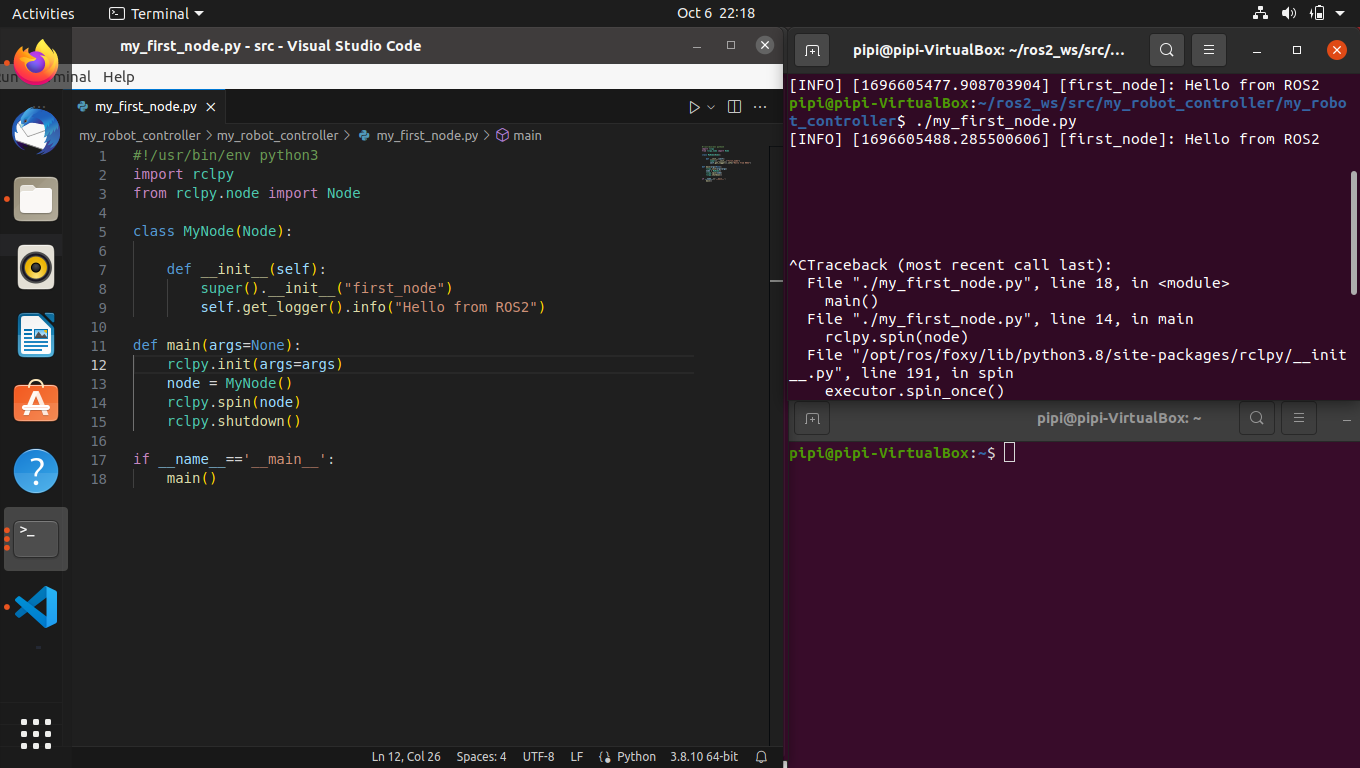 Activities Terminal Oct 6 22:18
my_first_node.py - src - Visual Studio Code
minal Help
my_first_node.py
my_robot_controller > my_robot_controller > my_first_node.py > main
1 #!/usr/bin/env python3
2 import rclpy
3 from rclpy.node import Node
4
5 class MyNode(Node):
6
7 def __init__(self):
8 super().__init__("first_node")
9 self.get_logger().info("Hello from ROS2")
10
11 def main(args=None):
12 rclpy.init(args=args)
13 node = MyNode()
14 rclpy.spin(node)
15 rclpy.shutdown()
16
17 if __name__=='__main__':
18 main()
Ln 12, Col 26 Spaces: 4 UTF-8 LF Python 3.8.10 64-bit
pipi@pipi-VirtualBox: ~/ros2_ws/src/...
[INFO] [1696605477.908703904] [first_node]: Hello from ROS2
pipi@pipi-VirtualBox:~/ros2_ws/src/my_robot_controller/my_robo
t_controller$ ./my_first_node.py
[INFO] [1696605488.285500606] [first_node]: Hello from ROS2
^CTraceback (most recent call last):
File "./my_first_node.py", line 18, in <module>
main()
File "./my_first_node.py", line 14, in main
rclpy.spin(node)
File "/opt/ros/foxy/lib/python3.8/site-packages/rclpy/__init
__.py", line 191, in spin
executor.spin_once()
pipi@pipi-VirtualBox: ~
pipi@pipi-VirtualBox:~$